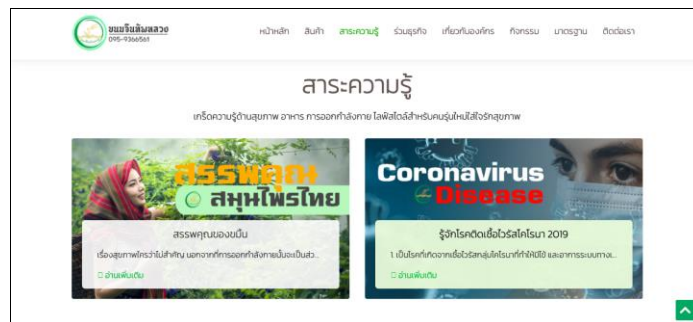 ขนมจีนลัพหลวง
095-9366561
หน้าหลัก สินค้า สาระความรู้ ร่วมธุรกิจ เกี่ยวกับองค์กร กิจกรรม มาตรฐาน ติดต่อเรา
สาระความรู้
เกร็ดความรู้ด้านสุขภาพ อาหาร การออกกำลังกาย ไลฟ์สไตล์สำหรับคนรุ่นใหม่ใส่ใจรักสุขภาพ
สรรพคุณ
สมุนไพรไทย
สรรพคุณของขมิ้น
เรื่องสุขภาพใครว่าไม่สำคัญ นอกจากที่การออกกำลังกายนั้นจะเป็นส่ว...
อ่านเพิ่มเติม
Coronavirus
Disease
รู้จักโรคติดเชื้อไวรัสโคโรนา 2019
1. เป็นโรคที่เกิดจากเชื้อไวรัสกลุ่มโคโรนาที่ทำให้มีไข้ และอาการระบบทางเ...
อ่านเพิ่มเติม